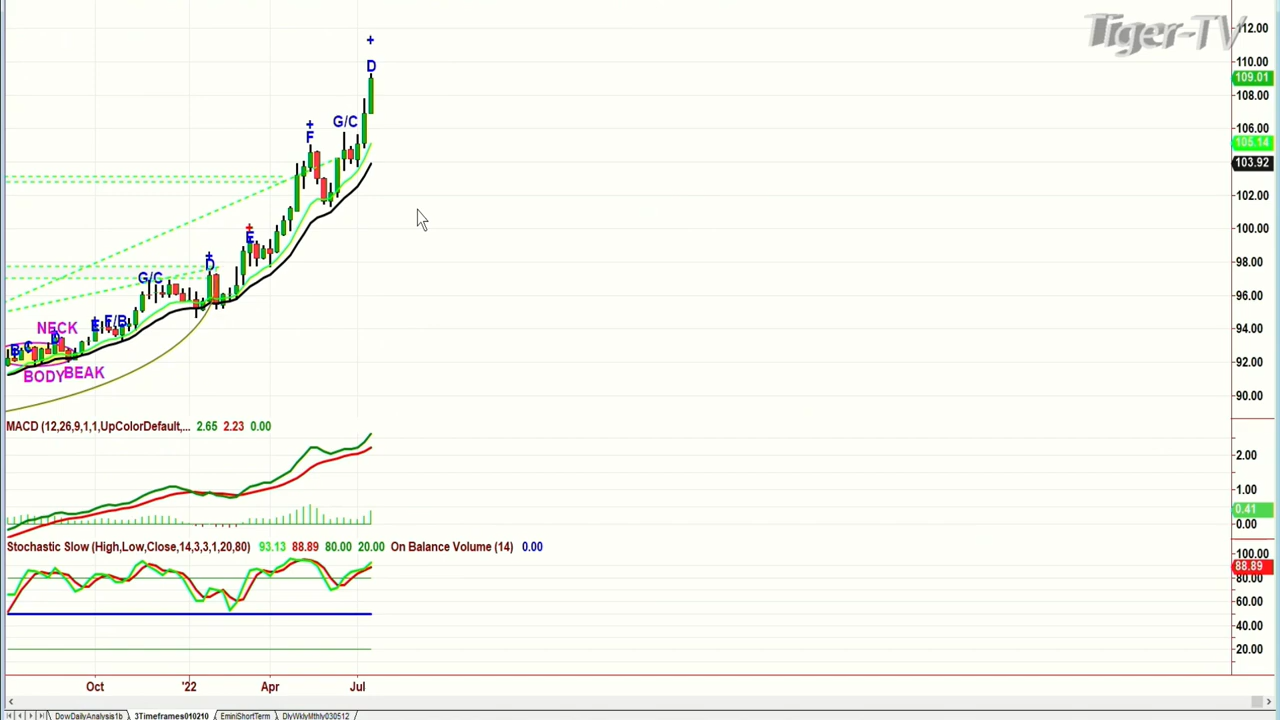 Tiger-TV
112.00
110.00
109.01
108.00
106.00
105.14
103.92
102.00
100.00
98.00
96.00
94.00
92.00
90.00
+
D
+
F
G/C
+
E
+
D
G/C
NECK
B C D E F/B
BODY BEAK
MACD (12,26,9,1,1,UpColorDefault,... 2.65 2.23 0.00
2.00
1.00
0.41
0.00
Stochastic Slow (High,Low,Close,14,3,3,1,20,80) 93.13 88.89 80.00 20.00 On Balance Volume (14) 0.00
100.00
88.89
80.00
60.00
40.00
20.00
Oct '22 Apr Jul
DowDailyAnalysis1b 3Timeframes010210 EminiShortTerm DlyWklyMthly030512